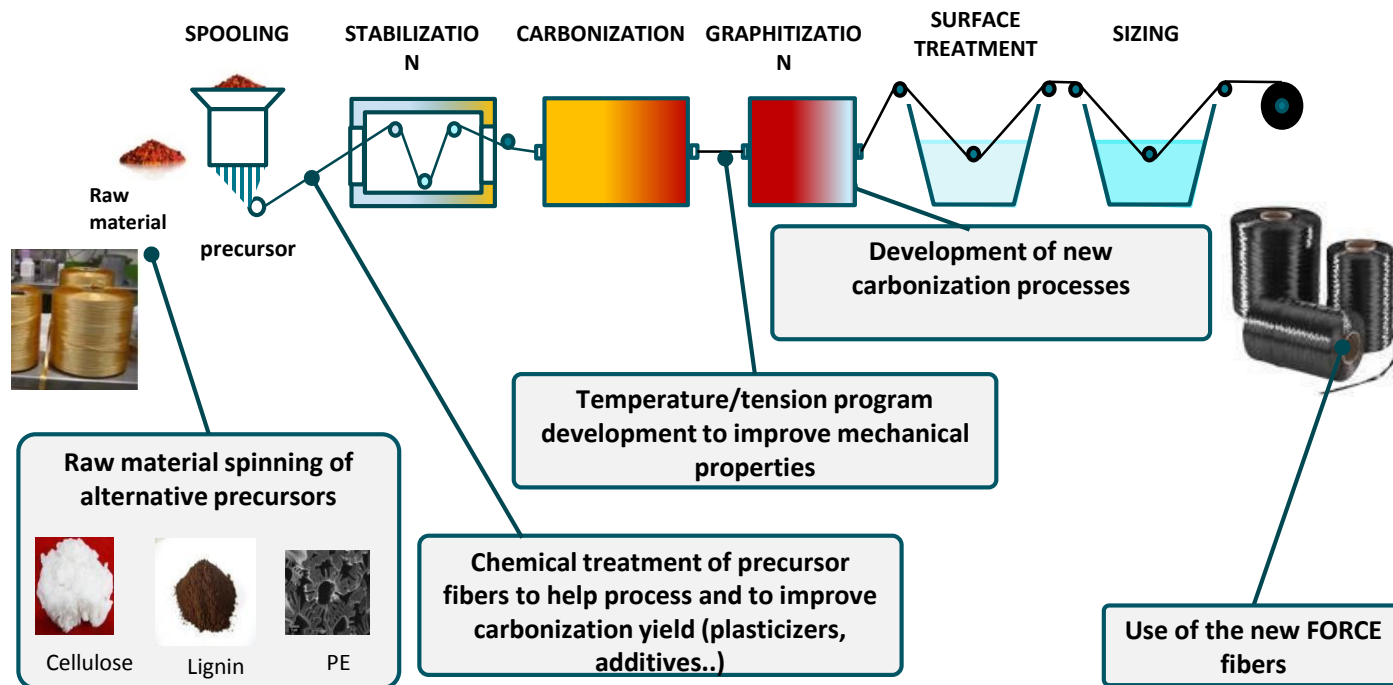 SPOOLING
STABILIZATIO
N
CARBONIZATION
GRAPHITIZATIO
N
SURFACE
TREATMENT
SIZING
Raw
material
precursor
Development of new
carbonization processes
Temperature/tension program
development to improve mechanical
properties
Raw material spinning of
alternative precursors
Cellulose
Lignin
PE
Chemical treatment of precursor
fibers to help process and to improve
carbonization yield (plasticizers,
additives..)
Use of the new FORCE
fibers